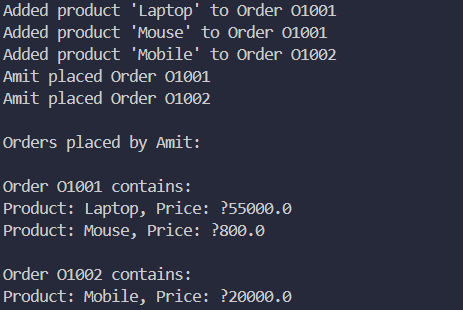 Added product 'Laptop' to Order O1001
Added product 'Mouse' to Order O1001
Added product 'Mobile' to Order O1002
Amit placed Order O1001
Amit placed Order O1002
Orders placed by Amit:
Order O1001 contains:
Product: Laptop, Price: ?55000.0
Product: Mouse, Price: ?800.0
Order O1002 contains:
Product: Mobile, Price: ?20000.0